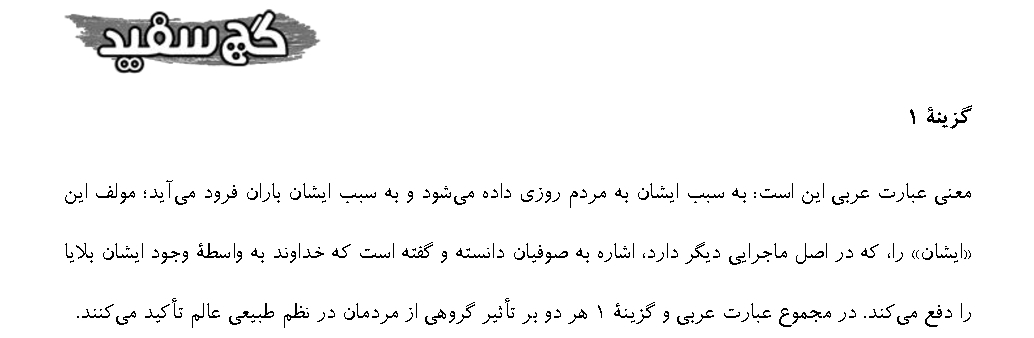 گچ سفید
گزینهٔ ۱
معنی عبارت عربی این است: به سبب ایشان به مردم روزی داده می‌شود و به سبب ایشان باران فرود می‌آید؛ مولف این
«ایشان» را، که در اصل ماجرایی دیگر دارد، اشاره به صوفیان دانسته و گفته است که خداوند به واسطهٔ وجود ایشان بلایا
را دفع می‌کند. در مجموع عبارت عربی و گزینهٔ ۱ هر دو بر تأثیر گروهی از مردمان در نظم طبیعی عالم تأکید می‌کنند.